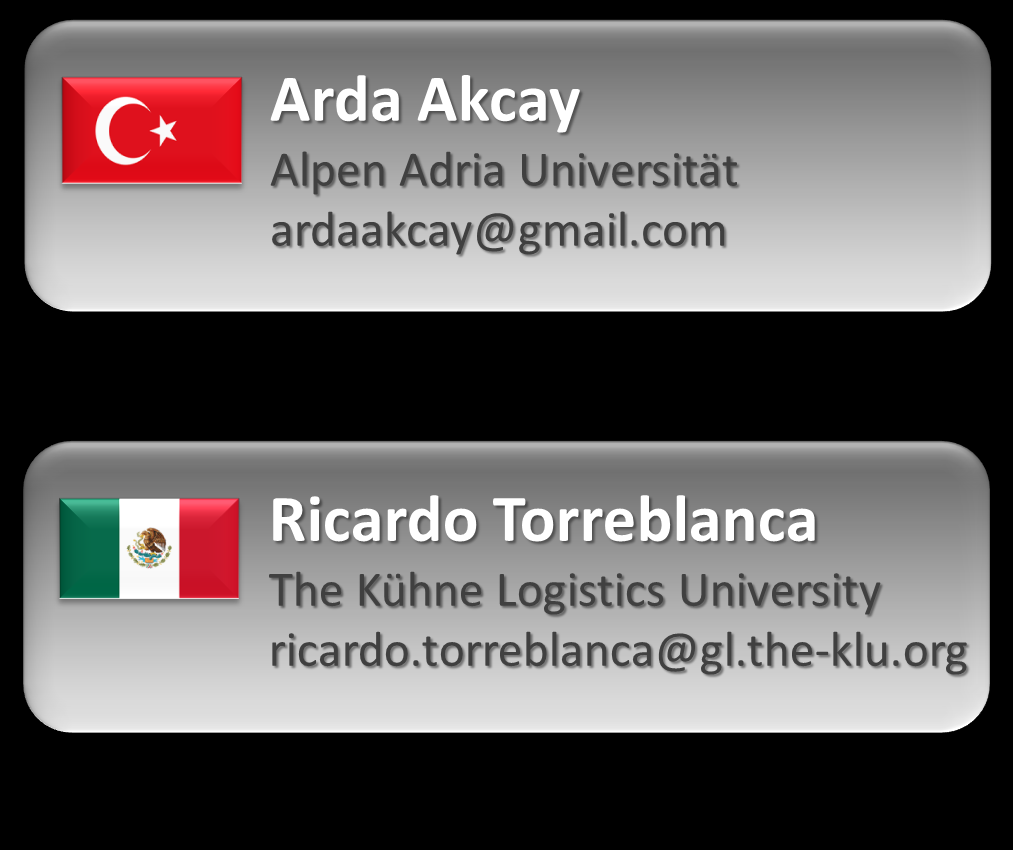 Arda Akcay
Alpen Adria Universität
ardaakcay@gmail.com
Ricardo Torreblanca
The Kühne Logistics University
ricardo.torreblanca@gl.the-klu.org